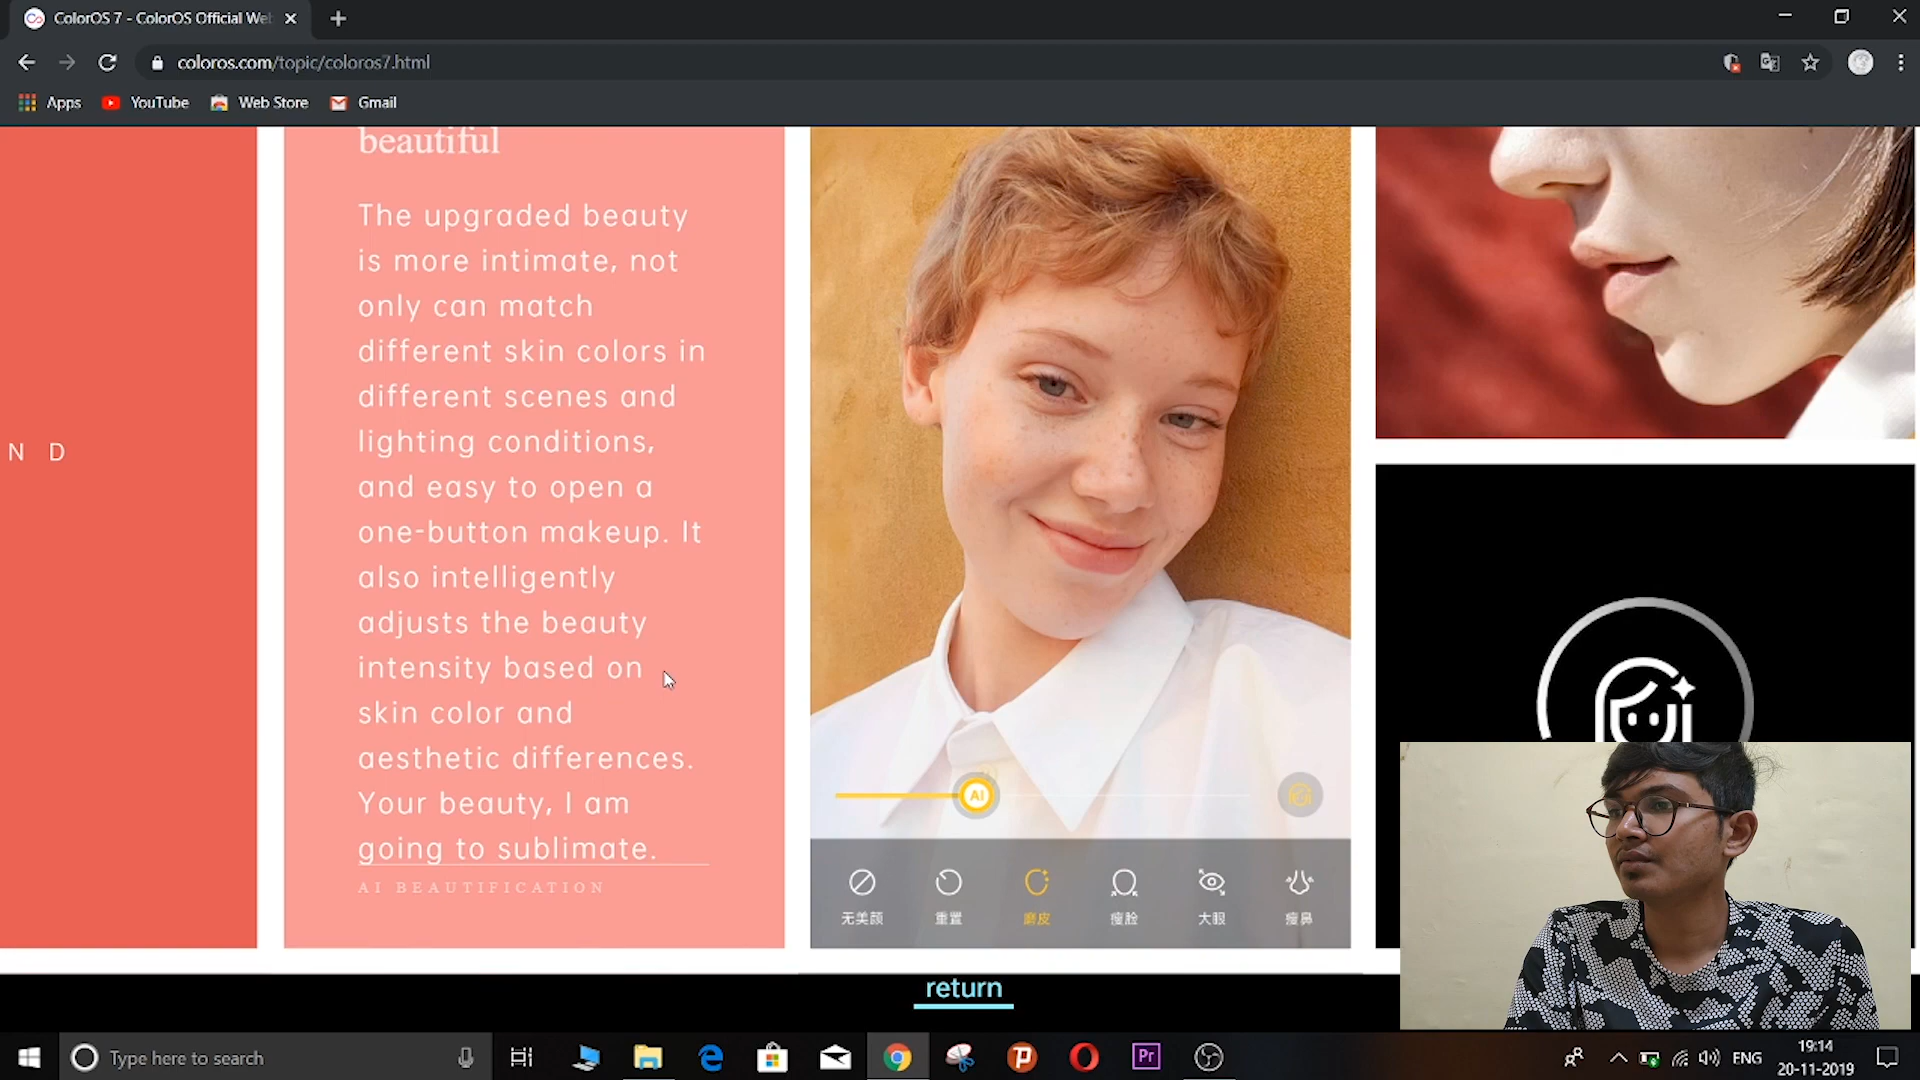 ColorOS 7 - ColorOS Official Web
coloros.com/topic/coloros7.html
Apps
YouTube
Web Store
Gmail
N D
beautiful
The upgraded beauty
is more intimate, not
only can match
different skin colors in
different scenes and
lighting conditions,
and easy to open a
one-button makeup. It
also intelligently
adjusts the beauty
intensity based on
skin color and
aesthetic differences.
Your beauty, I am
going to sublimate.
AI BEAUTIFICATION
AI
无美颜
重置
磨皮
瘦脸
大眼
瘦鼻
return
Type here to search
Pr
ENG
19:14
20-11-2019